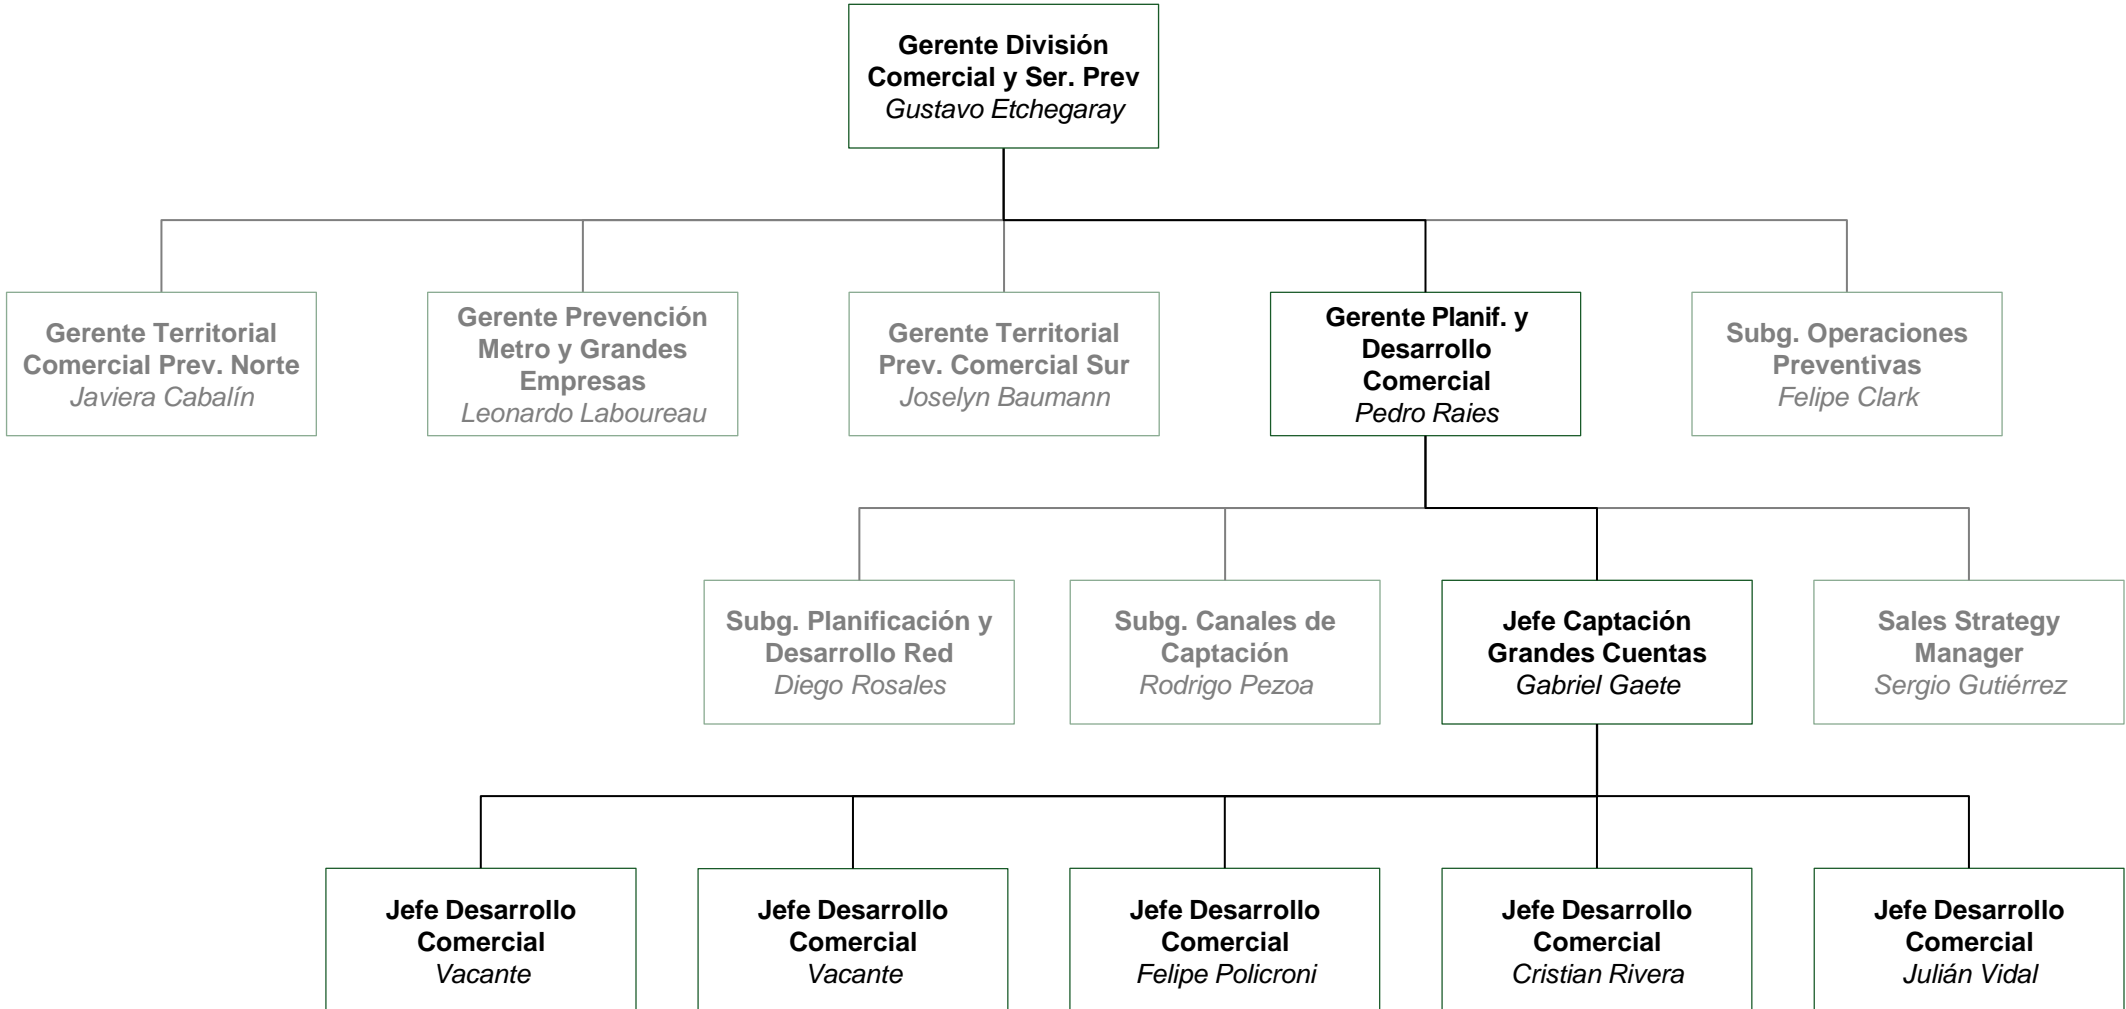 Gerente División
Comercial y Ser. Prev
Gustavo Etchegaray
Gerente Territorial
Comercial Prev. Norte
Javiera Cabalín
Gerente Prevención
Metro y Grandes
Empresas
Leonardo Laboureau
Gerente Territorial
Prev. Comercial Sur
Joselyn Baumann
Gerente Planif. y
Desarrollo
Comercial
Pedro Raies
Subg. Operaciones
Preventivas
Felipe Clark
Subg. Planificación y
Desarrollo Red
Diego Rosales
Subg. Canales de
Captación
Rodrigo Pezoa
Jefe Captación
Grandes Cuentas
Gabriel Gaete
Sales Strategy
Manager
Sergio Gutiérrez
Jefe Desarrollo
Comercial
Vacante
Jefe Desarrollo
Comercial
Vacante
Jefe Desarrollo
Comercial
Felipe Policroni
Jefe Desarrollo
Comercial
Cristian Rivera
Jefe Desarrollo
Comercial
Julián Vidal